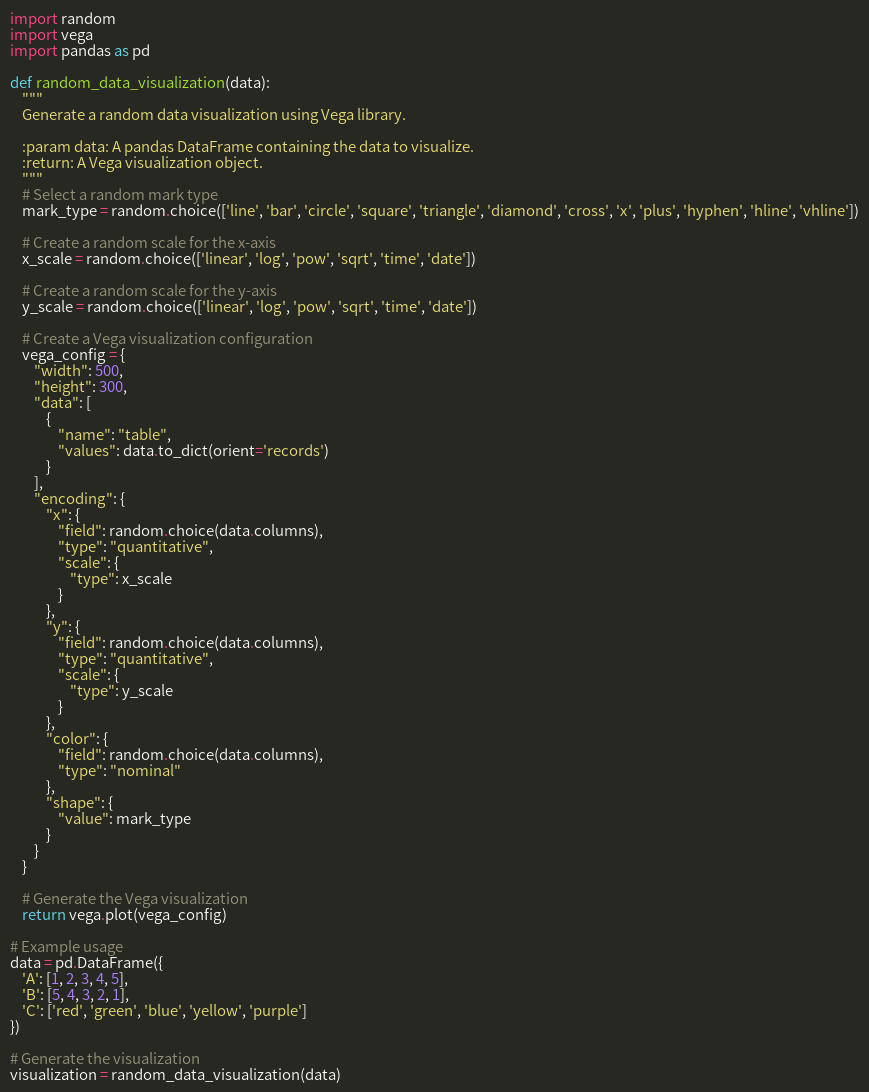 import random
import vega
import pandas as pd

def random_data_visualization(data):
    """
    Generate a random data visualization using Vega library.

    :param data: A pandas DataFrame containing the data to visualize.
    :return: A Vega visualization object.
    """
    # Select a random mark type
    mark_type = random.choice(['line', 'bar', 'circle', 'square', 'triangle', 'diamond', 'cross', 'x', 'plus', 'hyphen', 'hline', 'vhline'])

    # Create a random scale for the x-axis
    x_scale = random.choice(['linear', 'log', 'pow', 'sqrt', 'time', 'date'])

    # Create a random scale for the y-axis
    y_scale = random.choice(['linear', 'log', 'pow', 'sqrt', 'time', 'date'])

    # Create a Vega visualization configuration
    vega_config = {
        "width": 500,
        "height": 300,
        "data": [
            {
                "name": "table",
                "values": data.to_dict(orient='records')
            }
        ],
        "encoding": {
            "x": {
                "field": random.choice(data.columns),
                "type": "quantitative",
                "scale": {
                    "type": x_scale
                }
            },
            "y": {
                "field": random.choice(data.columns),
                "type": "quantitative",
                "scale": {
                    "type": y_scale
                }
            },
            "color": {
                "field": random.choice(data.columns),
                "type": "nominal"
            },
            "shape": {
                "value": mark_type
            }
        }
    }

    # Generate the Vega visualization
    return vega.plot(vega_config)

# Example usage
data = pd.DataFrame({
    'A': [1, 2, 3, 4, 5],
    'B': [5, 4, 3, 2, 1],
    'C': ['red', 'green', 'blue', 'yellow', 'purple']
})

# Generate the visualization
visualization = random_data_visualization(data)